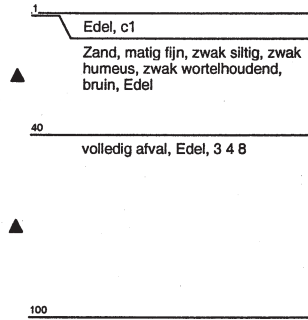 1
Edel, c1
Zand, matig fijn, zwak siltig, zwak
humeus, zwak wortelhoudend,
bruin, Edel
40
volledig afval, Edel, 3 4 8
100